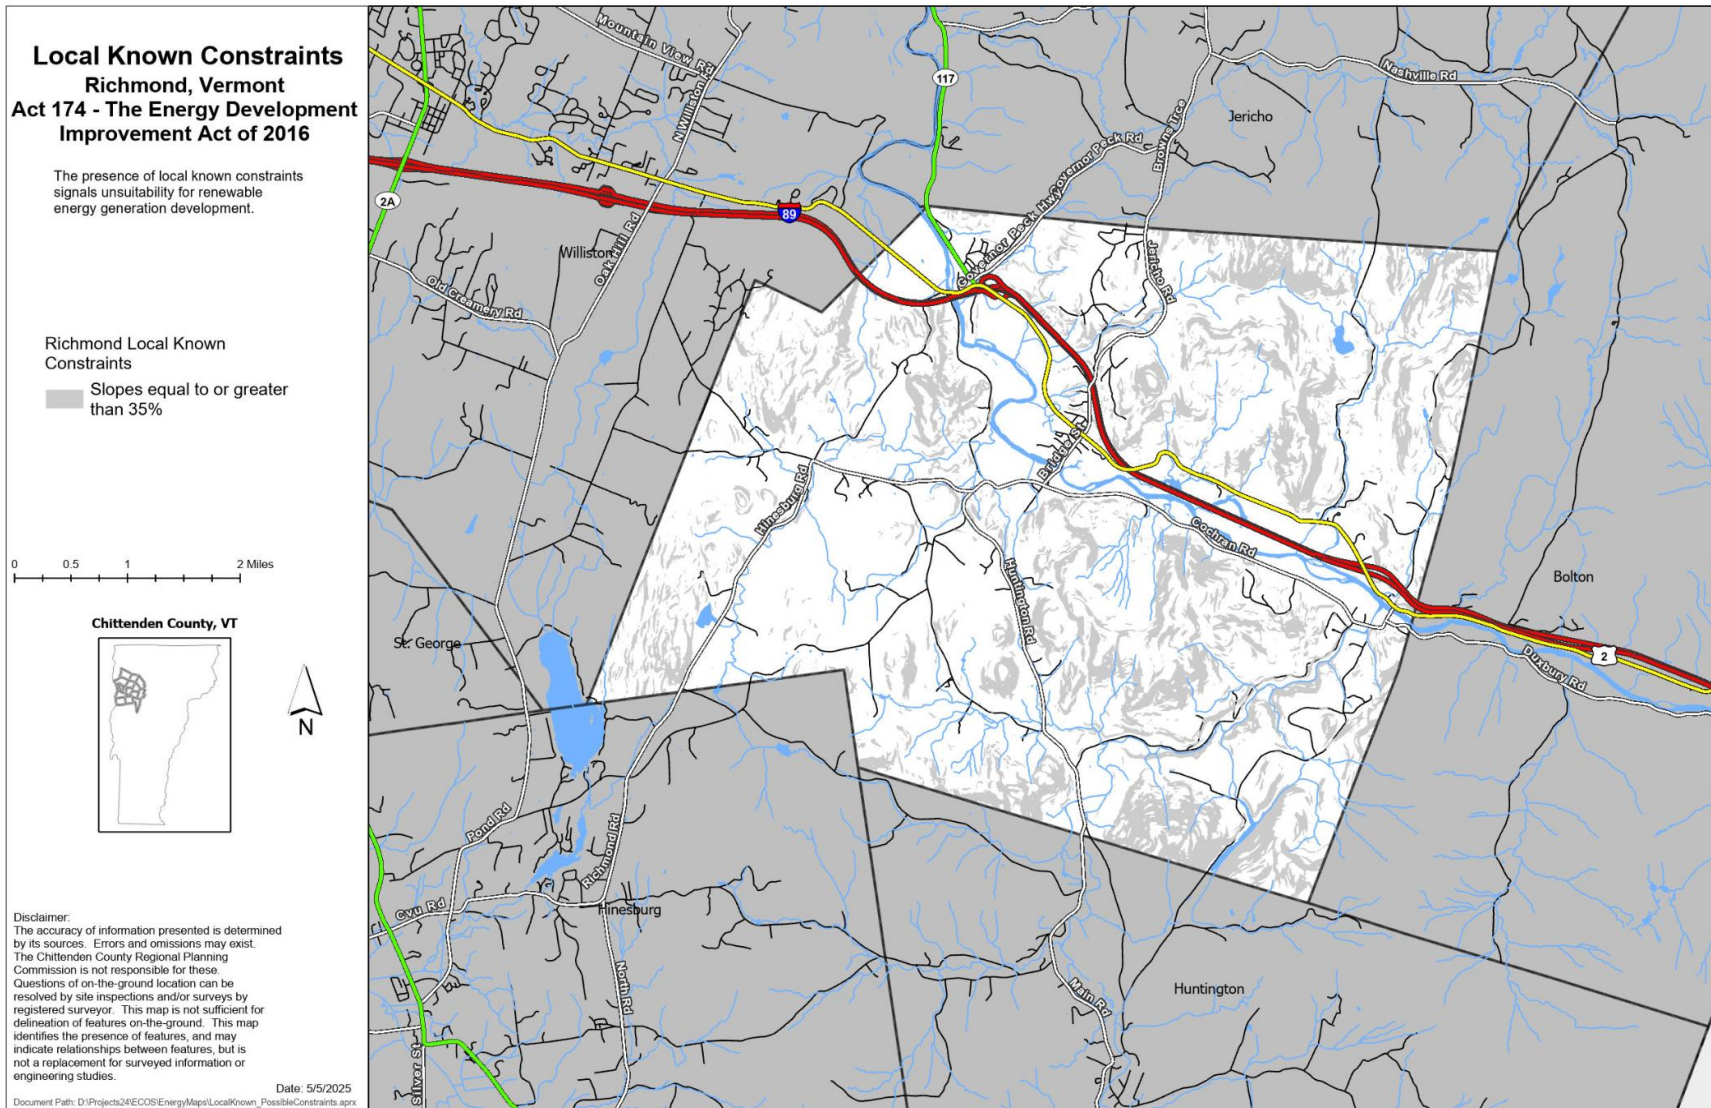 Local Known Constraints
Richmond, Vermont
Act 174 - The Energy Development
Improvement Act of 2016
The presence of local known constraints
signals unsuitability for renewable
energy generation development.
Richmond Local Known
Constraints
Slopes equal to or greater
than 35%
0 0.5 1 2 Miles
Chittenden County, VT
N
Disclaimer:
The accuracy of information presented is determined
by its sources. Errors and omissions may exist.
The Chittenden County Regional Planning
Commission is not responsible for these.
Questions of on-the-ground location can be
resolved by site inspections and/or surveys by
registered surveyor. This map is not sufficient for
delineation of features on-the-ground. This map
identifies the presence of features, and may
indicate relationships between features, but is
not a replacement for surveyed information or
engineering studies.
Date: 5/5/2025
Document Path: D:\Projects24\ECOS\EnergyMaps\LocalKnown_PossibleConstraints.aprx
Mountain View Rd
N Williston Rd
117
Nashville Rd
Jericho
Browns Trce
Governor Peck Rd
Governor Peck Hwy
2A
89
Williston
Oak Hill Rd
Old Creamery Rd
Jericho Rd
Bridge St
Hinesburg Rd
Cochran Rd
Huntington Rd
Bolton
St. George
2
Duxbury Rd
Pond Rd
Richmond Rd
Cvu Rd
Hinesburg
North Rd
Main Rd
Huntington
Silver St